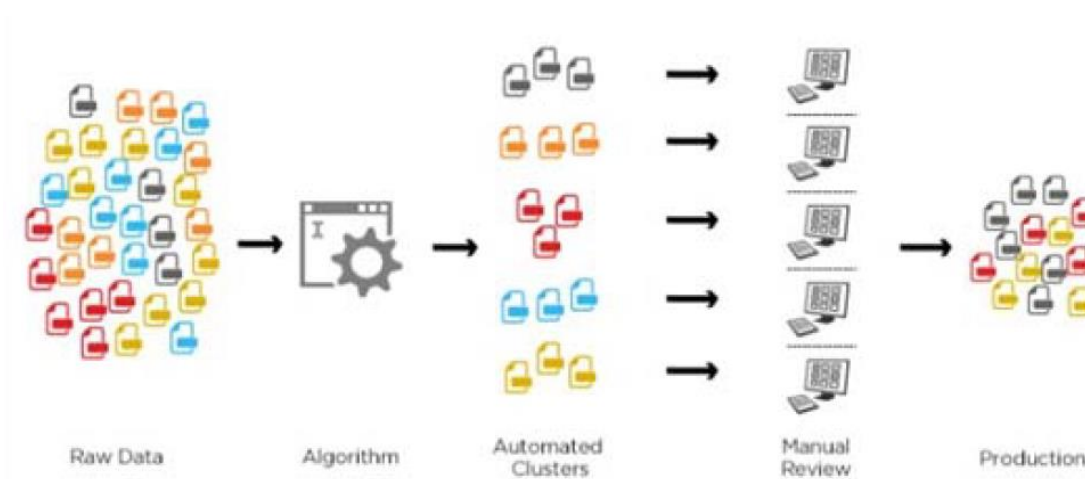 Raw Data
Algorithm
Automated
Clusters
Manual
Review
Production